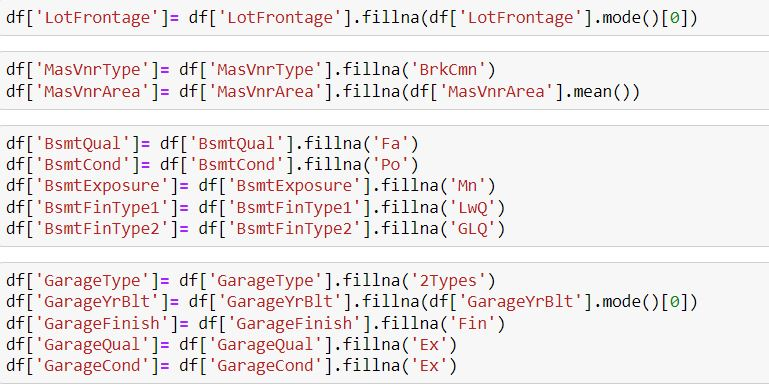 df['LotFrontage']= df['LotFrontage'].fillna(df['LotFrontage'].mode()[0])
df['MasVnrType']= df['MasVnrType'].fillna('BrkCmn')
df['MasVnrArea']= df['MasVnrArea'].fillna(df['MasVnrArea'].mean())
df['BsmtQual']= df['BsmtQual'].fillna('Fa')
df['BsmtCond']= df['BsmtCond'].fillna('Po')
df['BsmtExposure']= df['BsmtExposure'].fillna('Mn')
df['BsmtFinType1']= df['BsmtFinType1'].fillna('LwQ')
df['BsmtFinType2']= df['BsmtFinType2'].fillna('GLQ')
df['GarageType']= df['GarageType'].fillna('2Types')
df['GarageYrBlt']= df['GarageYrBlt'].fillna(df['GarageYrBlt'].mode()[0])
df['GarageFinish']= df['GarageFinish'].fillna('Fin')
df['GarageQual']= df['GarageQual'].fillna('Ex')
df['GarageCond']= df['GarageCond'].fillna('Ex')